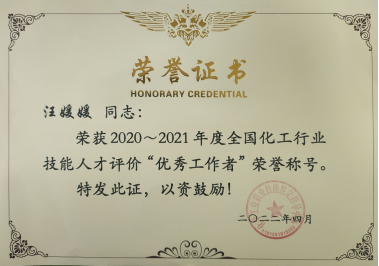 荣誉证书
HONORARY CREDENTIAL
汪媛媛 同志：
荣获2020～2021年度全国化工行业
技能人才评价“优秀工作者”荣誉称号。
特发此证，以资鼓励！
二〇二二年四月